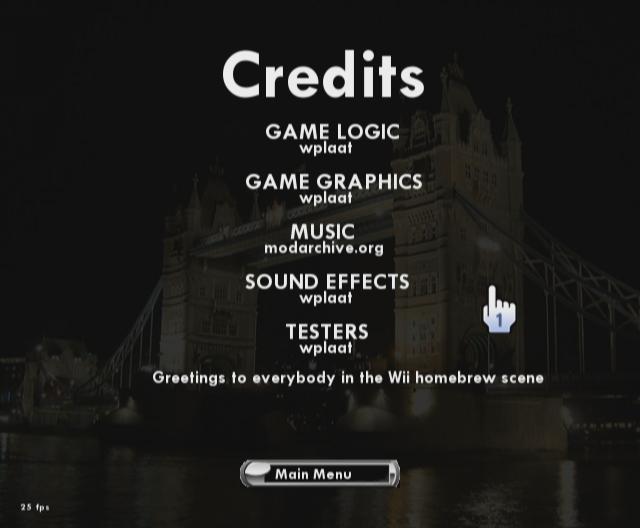 Credits
GAME LOGIC
wplaat
GAME GRAPHICS
wplaat
MUSIC
modarchive.org
SOUND EFFECTS
wplaat
1
TESTERS
wplaat
Greetings to everybody in the Wii homebrew scene
Main Menu
25 fps